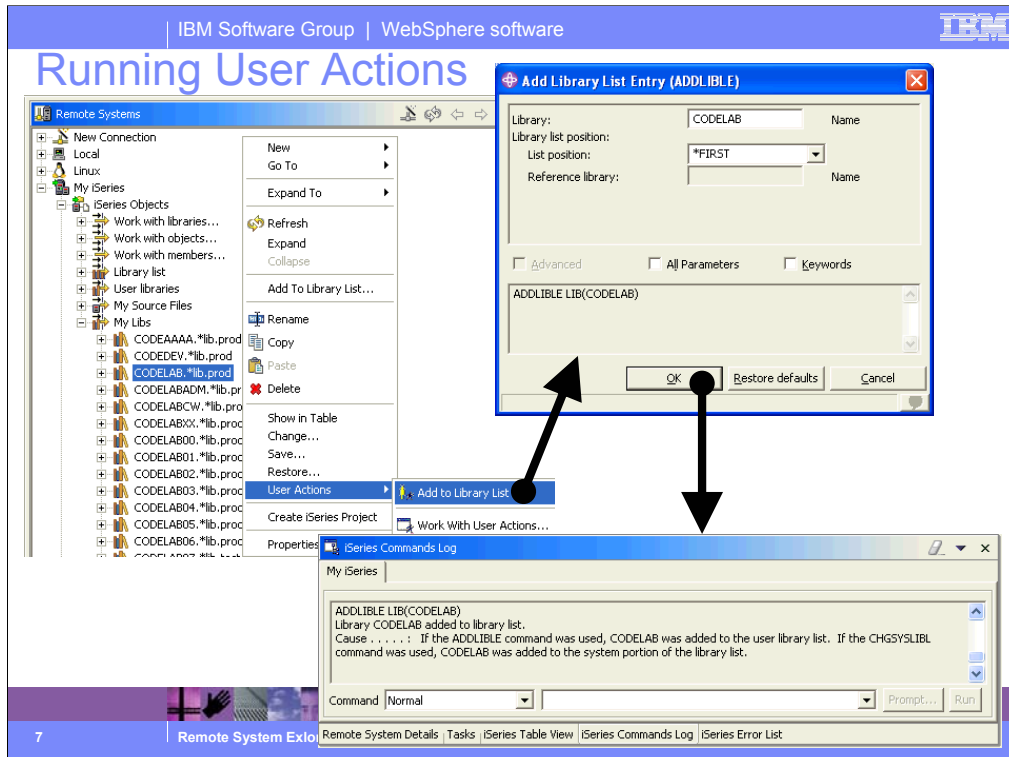 IBM Software Group | WebSphere software
IBM
Running User Actions
Remote Systems
New Connection
Local
Linux
My iSeries
iSeries Objects
Work with libraries...
Work with objects...
Work with members...
Library list
User libraries
My Source Files
My Libs
CODEAAAA.*lib.prod
CODEDEV.*lib.prod
CODELAB.*lib.prod
CODELABADM.*lib.pr
CODELABCW.*lib.pro
CODELABXX.*lib.proc
CODELAB00.*lib.proc
CODELAB01.*lib.proc
CODELAB02.*lib.proc
CODELAB03.*lib.proc
CODELAB04.*lib.proc
CODELAB05.*lib.proc
CODELAB06.*lib.proc
New
Go To
Expand To
Refresh
Expand
Collapse
Add To Library List...
Rename
Copy
Paste
Delete
Show in Table
Change...
Save...
Restore...
User Actions
Create iSeries Project
Properties
Add to Library List
Work With User Actions...
Add Library List Entry (ADDLIBLE)
Library: CODELAB Name
Library list position:
List position: *FIRST
Reference library: Name
Advanced All Parameters Keywords
ADDLIBLE LIB(CODELAB)
OK Restore defaults Cancel
iSeries Commands Log
My iSeries
ADDLIBLE LIB(CODELAB)
Library CODELAB added to library list.
Cause . . . . . : If the ADDLIBLE command was used, CODELAB was added to the user library list. If the CHGSYSLIBL
command was used, CODELAB was added to the system portion of the library list.
Command Normal Prompt... Run
Remote System Details Tasks iSeries Table View iSeries Commands Log iSeries Error List
7 Remote System Exlo